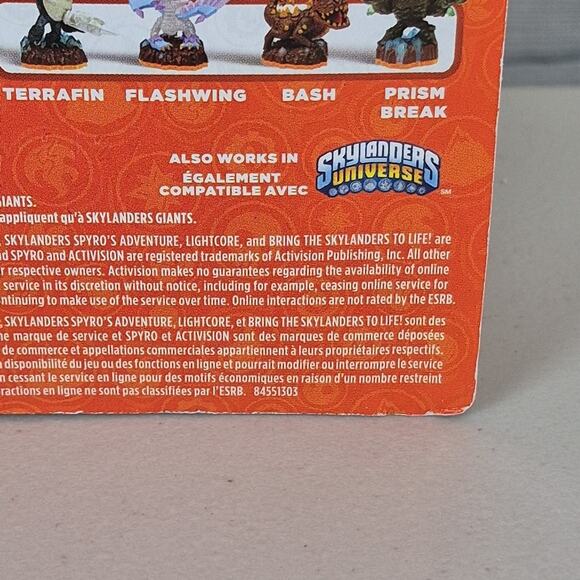 TERRAFIN FLASHWING BASH PRISM BREAK
ALSO WORKS IN
ÉGALEMENT
COMPATIBLE AVEC
SKYLANDERS
UNIVERSE SM
GIANTS.
appliquent qu'à SKYLANDERS GIANTS.
, SKYLANDERS SPYRO'S ADVENTURE, LIGHTCORE, and BRING THE SKYLANDERS TO LIFE! are
d SPYRO and ACTIVISION are registered trademarks of Activision Publishing, Inc. All other
r respective owners. Activision makes no guarantees regarding the availability of online
service in its discretion without notice, including for example, ceasing online service for
ntinuing to make use of the service over time. Online interactions are not rated by the ESRB.
, SKYLANDERS SPYRO'S ADVENTURE, LIGHTCORE, et BRING THE SKYLANDERS TO LIFE! sont des
ne marque de service et SPYRO et ACTIVISION sont des marques de commerce déposées
de commerce et appellations commerciales appartiennent à leurs propriétaires respectifs.
a disponibilité du jeu ou des fonctions en ligne et pourrait modifier ou interrompre le service
n cessant le service en ligne pour des motifs économiques en raison d'un nombre restreint
ractions en ligne ne sont pas classifiées par l'ESRB. 84551303